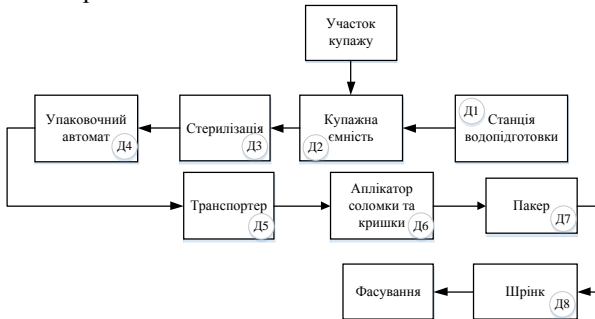 Участок
купажу
Упаковочний
автомат
Д4
Стерилізація
Д3
Купажна
ємність
Д2
Д1
Станція
водопідготовки
Транспортер
Д5
Аплікатор
соломки та
кришки
Д6
Пакер
Д7
Фасування
Шрінк
Д8